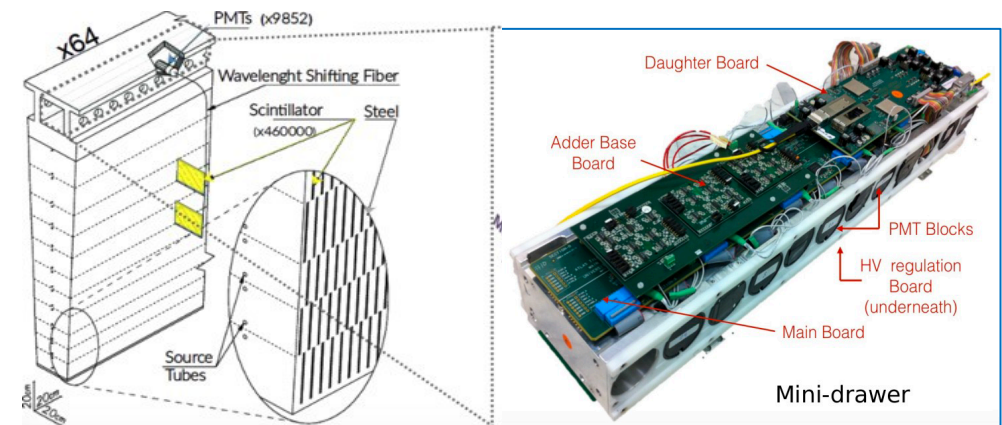 PMTs (x9852)
x64
Wavelenght Shifting Fiber
Scintillator
(x460000)
Steel
Source
Tubes
20cm
20cm
20cm
Daughter Board
Adder Base
Board
PMT Blocks
HV regulation
Board
(underneath)
Main Board
Mini-drawer